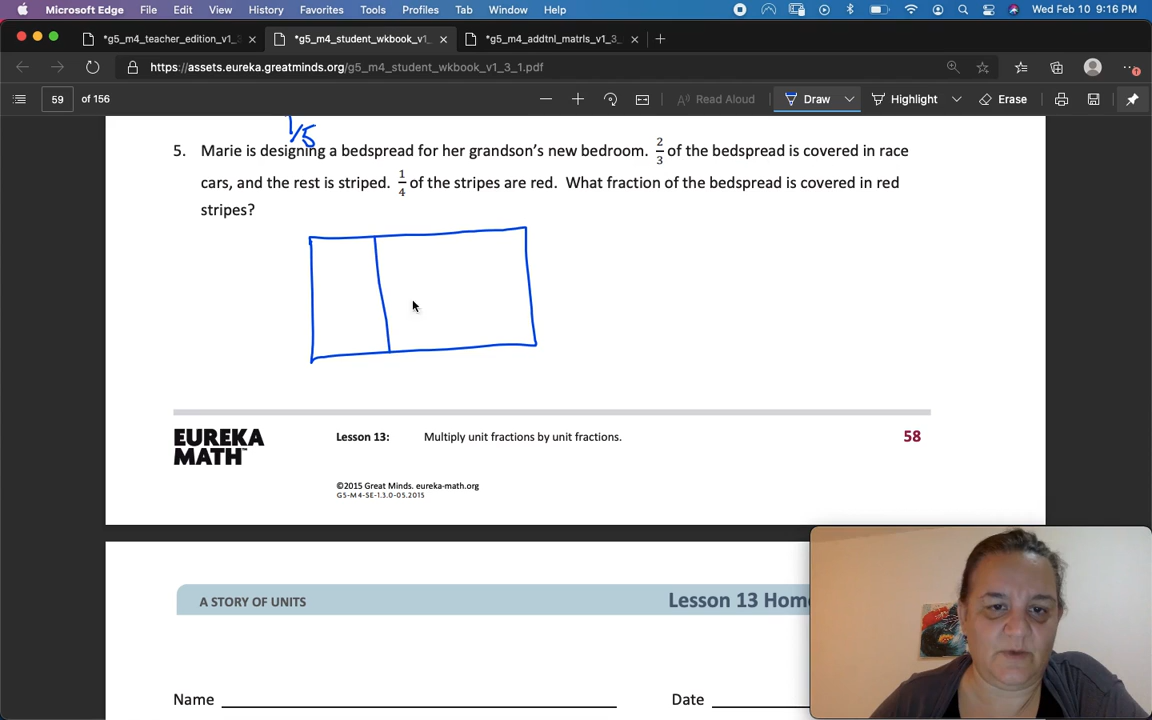 Microsoft Edge File Edit View History Favorites Tools Profiles Tab Window Help Wed Feb 10 9:16 PM
*g5_m4_teacher_edition_v1_ *g5_m4_student_wkbook_v1_ *g5_m4_addtnl_matrls_v1_3_
https://assets.eureka.greatminds.org/g5_m4_student_wkbook_v1_3_1.pdf
59 of 156 Read Aloud Draw Highlight Erase
1/5
5. Marie is designing a bedspread for her grandson's new bedroom. 2/3 of the bedspread is covered in race
cars, and the rest is striped. 1/4 of the stripes are red. What fraction of the bedspread is covered in red
stripes?
EUREKA
MATH™
Lesson 13: Multiply unit fractions by unit fractions. 58
©2015 Great Minds. eureka-math.org
G5-M4-SE-1.3.0-05.2015
A STORY OF UNITS Lesson 13 Hom
Name Date